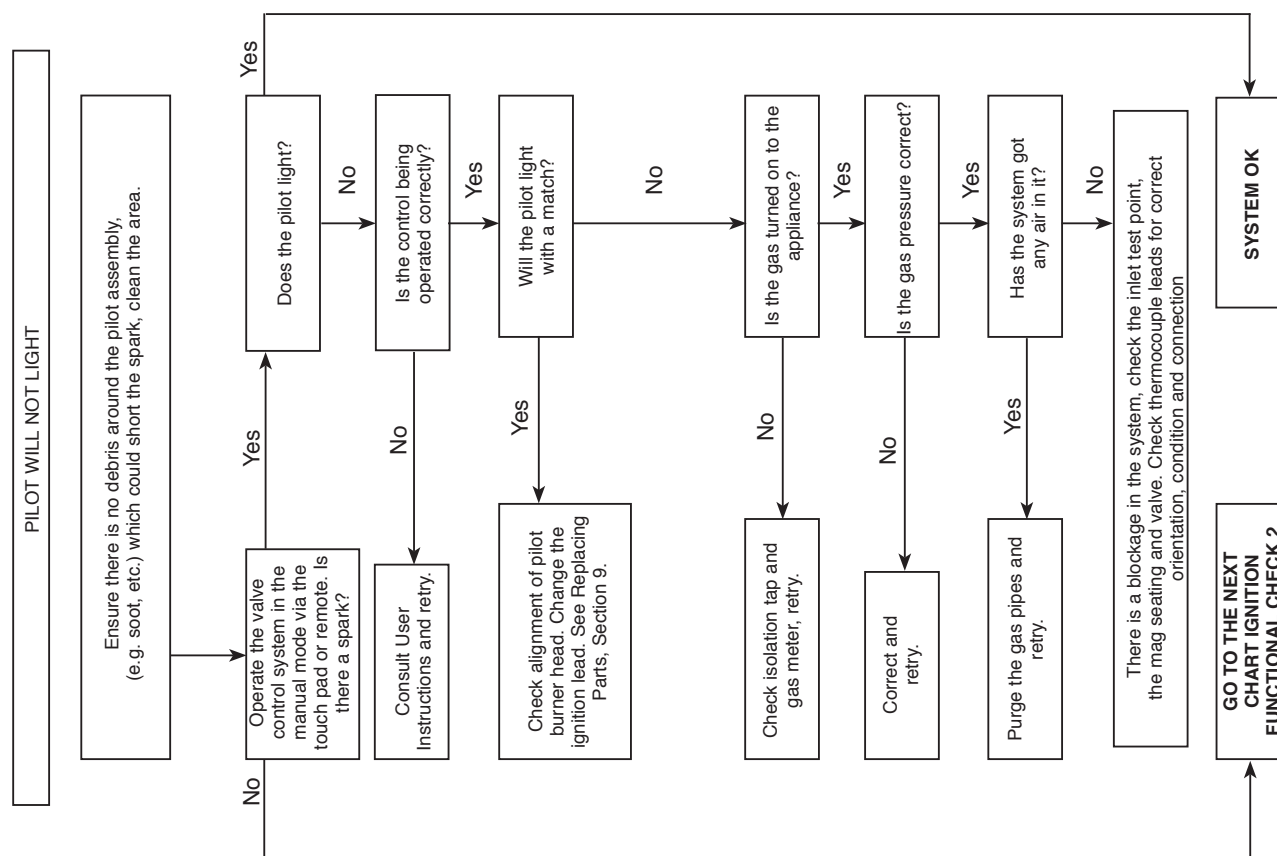 PILOT WILL NOT LIGHT
Ensure there is no debris around the pilot assembly,
(e.g. soot, etc.) which could short the spark, clean the area.
Operate the valve
control system in the
manual mode via the
touch pad or remote. Is
there a spark?
Yes
No
Does the pilot light?
Yes
No
Is the control being
operated correctly?
No
Yes
Consult User
Instructions and retry.
Will the pilot light
with a match?
Yes
No
Check alignment of pilot
burner head. Change the
ignition lead. See Replacing
Parts, Section 9.
Is the gas turned on to the
appliance?
No
Yes
Check isolation tap and
gas meter, retry.
Is the gas pressure correct?
No
Yes
Correct and
retry.
Has the system got
any air in it?
Yes
No
Purge the gas pipes and
retry.
There is a blockage in the system, check the inlet test point,
the mag seating and valve. Check thermocouple leads for correct
orientation, condition and connection
GO TO THE NEXT
CHART IGNITION
FUNCTIONAL CHECK 2
SYSTEM OK